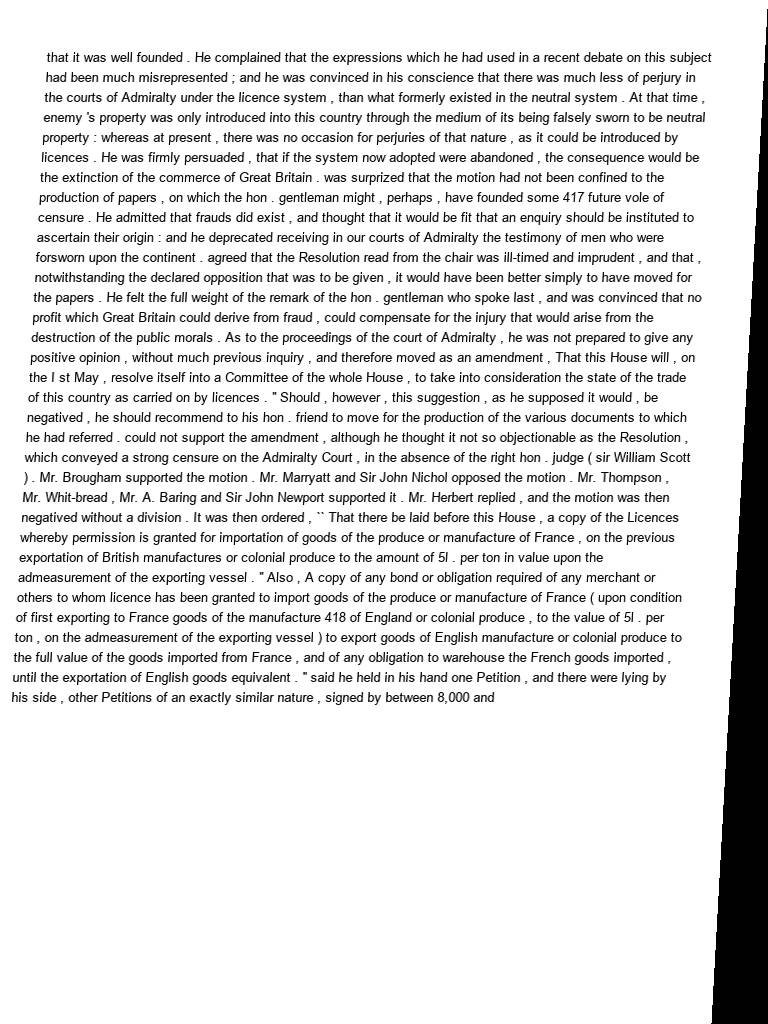 that it was well founded . He complained that the expressions which he had used in a recent debate on this subject
had been much misrepresented ; and he was convinced in his conscience that there was much less of perjury in
the courts of Admiralty under the licence system , than what formerly existed in the neutral system . At that time ,
enemy 's property was only introduced into this country through the medium of its being falsely sworn to be neutral
property : whereas at present , there was no occasion for perjuries of that nature , as it could be introduced by
licences . He was firmly persuaded , that if the system now adopted were abandoned , the consequence would be
the extinction of the commerce of Great Britain . was surprized that the motion had not been confined to the
production of papers , on which the hon . gentleman might , perhaps , have founded some 417 future vole of
censure . He admitted that frauds did exist , and thought that it would be fit that an enquiry should be instituted to
ascertain their origin : and he deprecated receiving in our courts of Admiralty the testimony of men who were
forsworn upon the continent . agreed that the Resolution read from the chair was ill-timed and imprudent , and that ,
notwithstanding the declared opposition that was to be given , it would have been better simply to have moved for
the papers . He felt the full weight of the remark of the hon . gentleman who spoke last , and was convinced that no
profit which Great Britain could derive from fraud , could compensate for the injury that would arise from the
destruction of the public morals . As to the proceedings of the court of Admiralty , he was not prepared to give any
positive opinion , without much previous inquiry , and therefore moved as an amendment , That this House will , on
the I st May , resolve itself into a Committee of the whole House , to take into consideration the state of the trade
of this country as carried on by licences . " Should , however , this suggestion , as he supposed it would , be
negatived , he should recommend to his hon . friend to move for the production of the various documents to which
he had referred . could not support the amendment , although he thought it not so objectionable as the Resolution ,
which conveyed a strong censure on the Admiralty Court , in the absence of the right hon . judge ( sir William Scott
) . Mr. Brougham supported the motion . Mr. Marryatt and Sir John Nichol opposed the motion . Mr. Thompson ,
Mr. Whit-bread , Mr. A. Baring and Sir John Newport supported it . Mr. Herbert replied , and the motion was then
negatived without a division . It was then ordered , `` That there be laid before this House , a copy of the Licences
whereby permission is granted for importation of goods of the produce or manufacture of France , on the previous
exportation of British manufactures or colonial produce to the amount of 5l . per ton in value upon the
admeasurement of the exporting vessel . " Also , A copy of any bond or obligation required of any merchant or
others to whom licence has been granted to import goods of the produce or manufacture of France ( upon condition
of first exporting to France goods of the manufacture 418 of England or colonial produce , to the value of 5l . per
ton , on the admeasurement of the exporting vessel ) to export goods of English manufacture or colonial produce to
the full value of the goods imported from France , and of any obligation to warehouse the French goods imported ,
until the exportation of English goods equivalent . " said he held in his hand one Petition , and there were lying by
his side , other Petitions of an exactly similar nature , signed by between 8,000 and